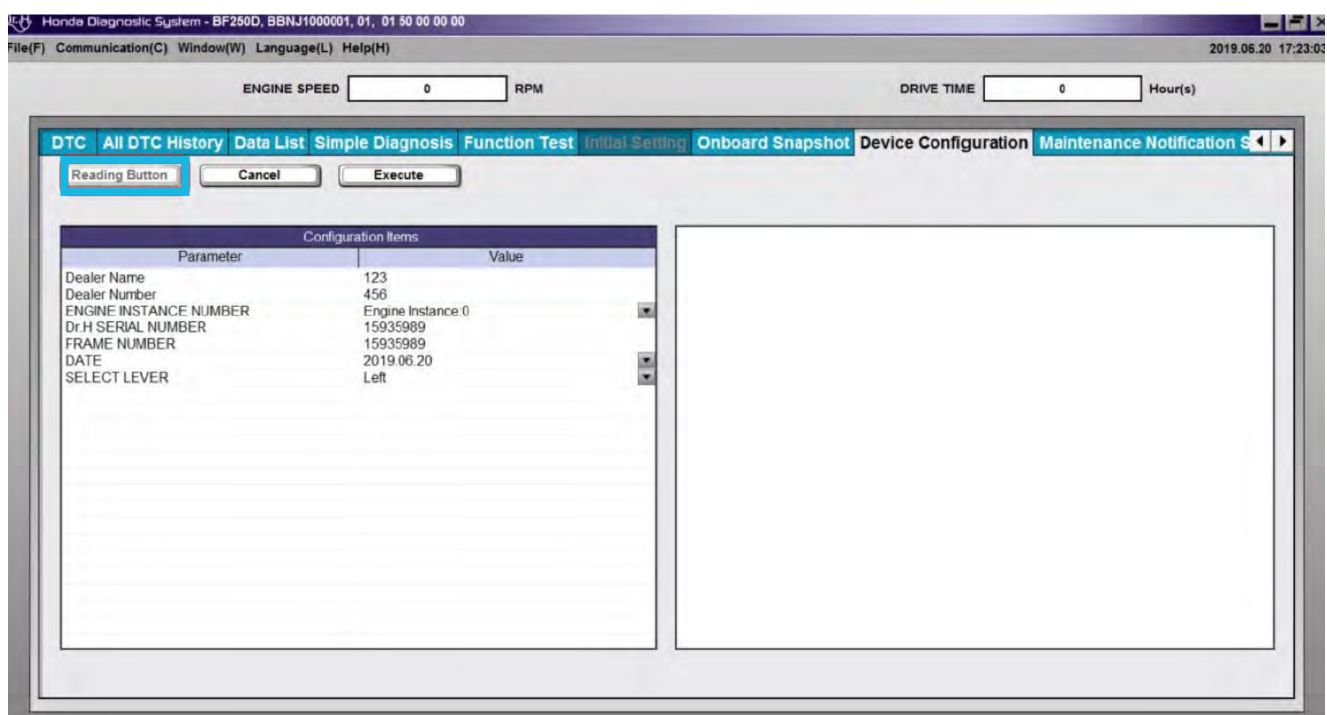 Honda Diagnostic System - BF250D, BBNJ1000001, 01, 01 50 00 00 00
File(F) Communication(C) Window(W) Language(L) Help(H) 2019.06.20 17:23:03
ENGINE SPEED 0 RPM DRIVE TIME 0 Hour(s)
DTC All DTC History Data List Simple Diagnosis Function Test Initial Setting Onboard Snapshot Device Configuration Maintenance Notification S
Reading Button Cancel Execute
Configuration Items
Parameter Value
Dealer Name 123
Dealer Number 456
ENGINE INSTANCE NUMBER Engine Instance:0
Dr.H SERIAL NUMBER 15935989
FRAME NUMBER 15935989
DATE 2019.06.20
SELECT LEVER Left